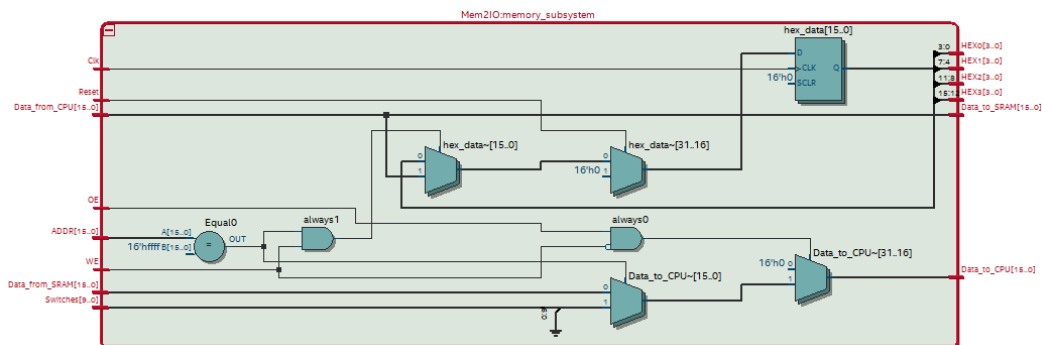 Mem2IO:memory_subsystem
hex_data[15..0]
Clk
Reset
Data_from_CPU[15..0]
D
CLK
Q
16'h0
SCLR
3:0
HEX0[3..0]
7:4
HEX1[3..0]
HEX2[3..0]
HEX3[3..0]
Data_to_SRAM[15..0]
hex_data~[15..0]
0
1
hex_data~[31..16]
0
16'h0
1
OE
ADDR[15..0]
Equal0
A[15..0]
16'hffff
B[15..0]
=
OUT
always1
always0
WE
Data_from_SRAM[15..0]
Switches[9..0]
Data_to_CPU~[15..0]
0
1
Data_to_CPU~[31..16]
16'h0
0
1
Data_to_CPU[15..0]